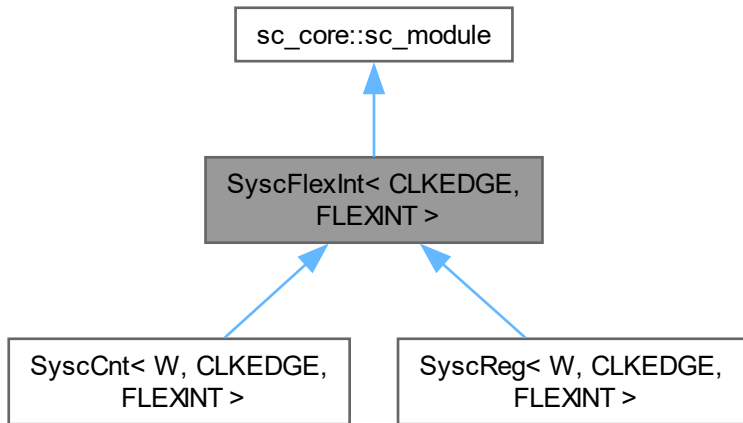 sc_core::sc_module
SyscFlexInt< CLKEDGE,
FLEXINT >
SyscCnt< W, CLKEDGE,
FLEXINT >
SyscReg< W, CLKEDGE,
FLEXINT >